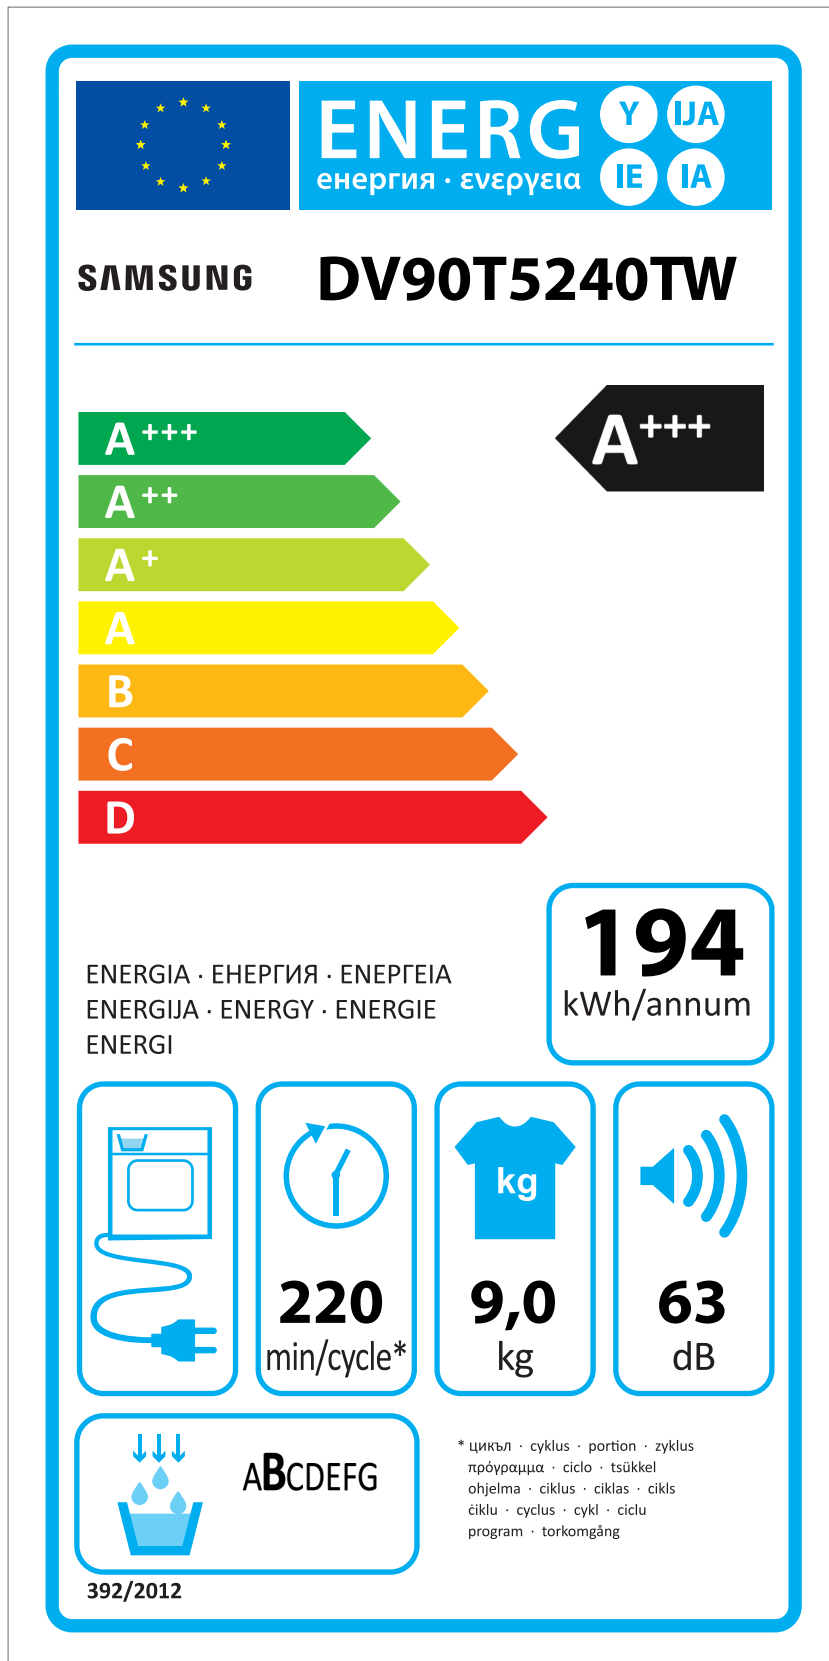 ENERG
Y
IJA
IE
IA
енергия · ενεργεια
SAMSUNG
DV90T5240TW
A+++
A+++
A++
A+
A
B
C
D
194
kWh/annum
ENERGIA · ЕНЕРГИЯ · ΕΝΕΡΓΕΙΑ
ENERGIJA · ENERGY · ENERGIE
ENERGI
kg
220
min/cycle*
9,0
kg
63
dB
ABCDEFG
* цикъл · cyklus · portion · zyklus
πρόγραμμα · ciclo · tsükkel
ohjelma · ciklus · ciklas · cikls
ċiklu · cyclus · cykl · ciclu
program · torkomgång
392/2012